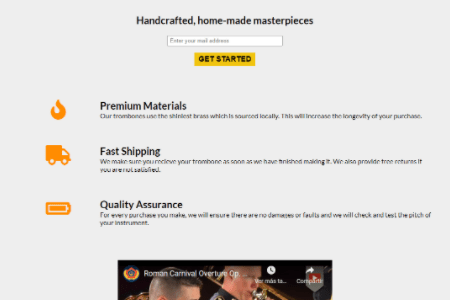 Handcrafted, home-made masterpieces
Enter your mail address
GET STARTED
Premium Materials
Our trombones use the shiniest brass which is sourced locally. This will increase the longevity of your purchase.
Fast Shipping
We make sure you recieve your trombone as soon as we have finished making it. We also provide free returns if
you are not satisfied.
Quality Assurance
For every purchase you make, we will ensure there are no damages or faults and we will check and test the pitch of
your instrument.
Roman Carnival Overture Op. ...
Ver más ta...
Compartir